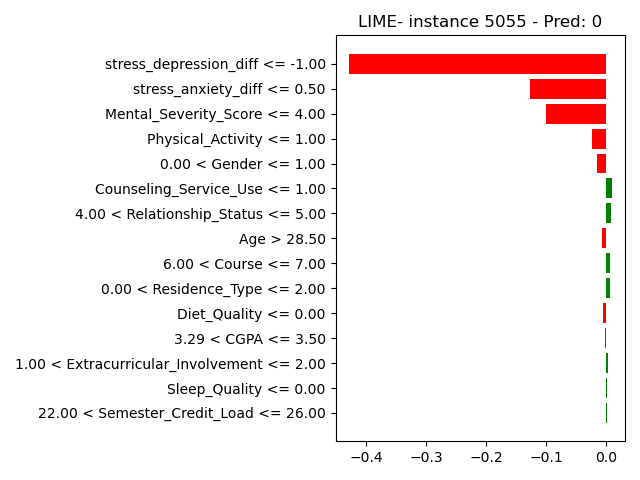 LIME- instance 5055 - Pred: 0
stress_depression_diff <= -1.00
stress_anxiety_diff <= 0.50
Mental_Severity_Score <= 4.00
Physical_Activity <= 1.00
0.00 < Gender <= 1.00
Counseling_Service_Use <= 1.00
4.00 < Relationship_Status <= 5.00
Age > 28.50
6.00 < Course <= 7.00
0.00 < Residence_Type <= 2.00
Diet_Quality <= 0.00
3.29 < CGPA <= 3.50
1.00 < Extracurricular_Involvement <= 2.00
Sleep_Quality <= 0.00
22.00 < Semester_Credit_Load <= 26.00
−0.4 −0.3 −0.2 −0.1 0.0